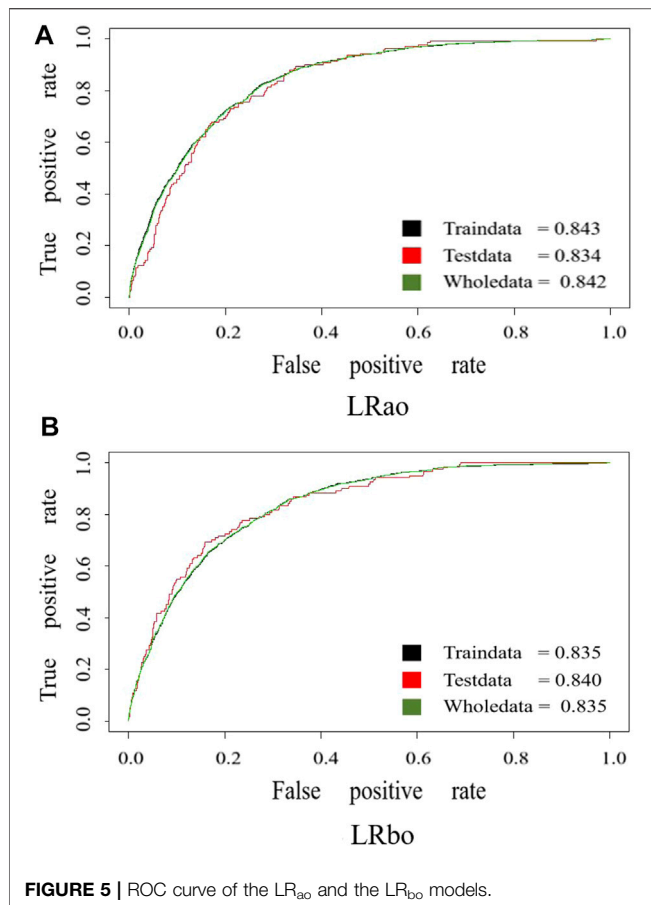 A
True positive rate
1.0
0.8
0.6
0.4
0.2
0.0
Traindata = 0.843
Testdata = 0.834
Wholedata = 0.842
0.0 0.2 0.4 0.6 0.8 1.0
False positive rate
LRao
B
True positive rate
1.0
0.8
0.6
0.4
0.2
0.0
Traindata = 0.835
Testdata = 0.840
Wholedata = 0.835
0.0 0.2 0.4 0.6 0.8 1.0
False positive rate
LRbo
FIGURE 5 | ROC curve of the LRao and the LRbo models.